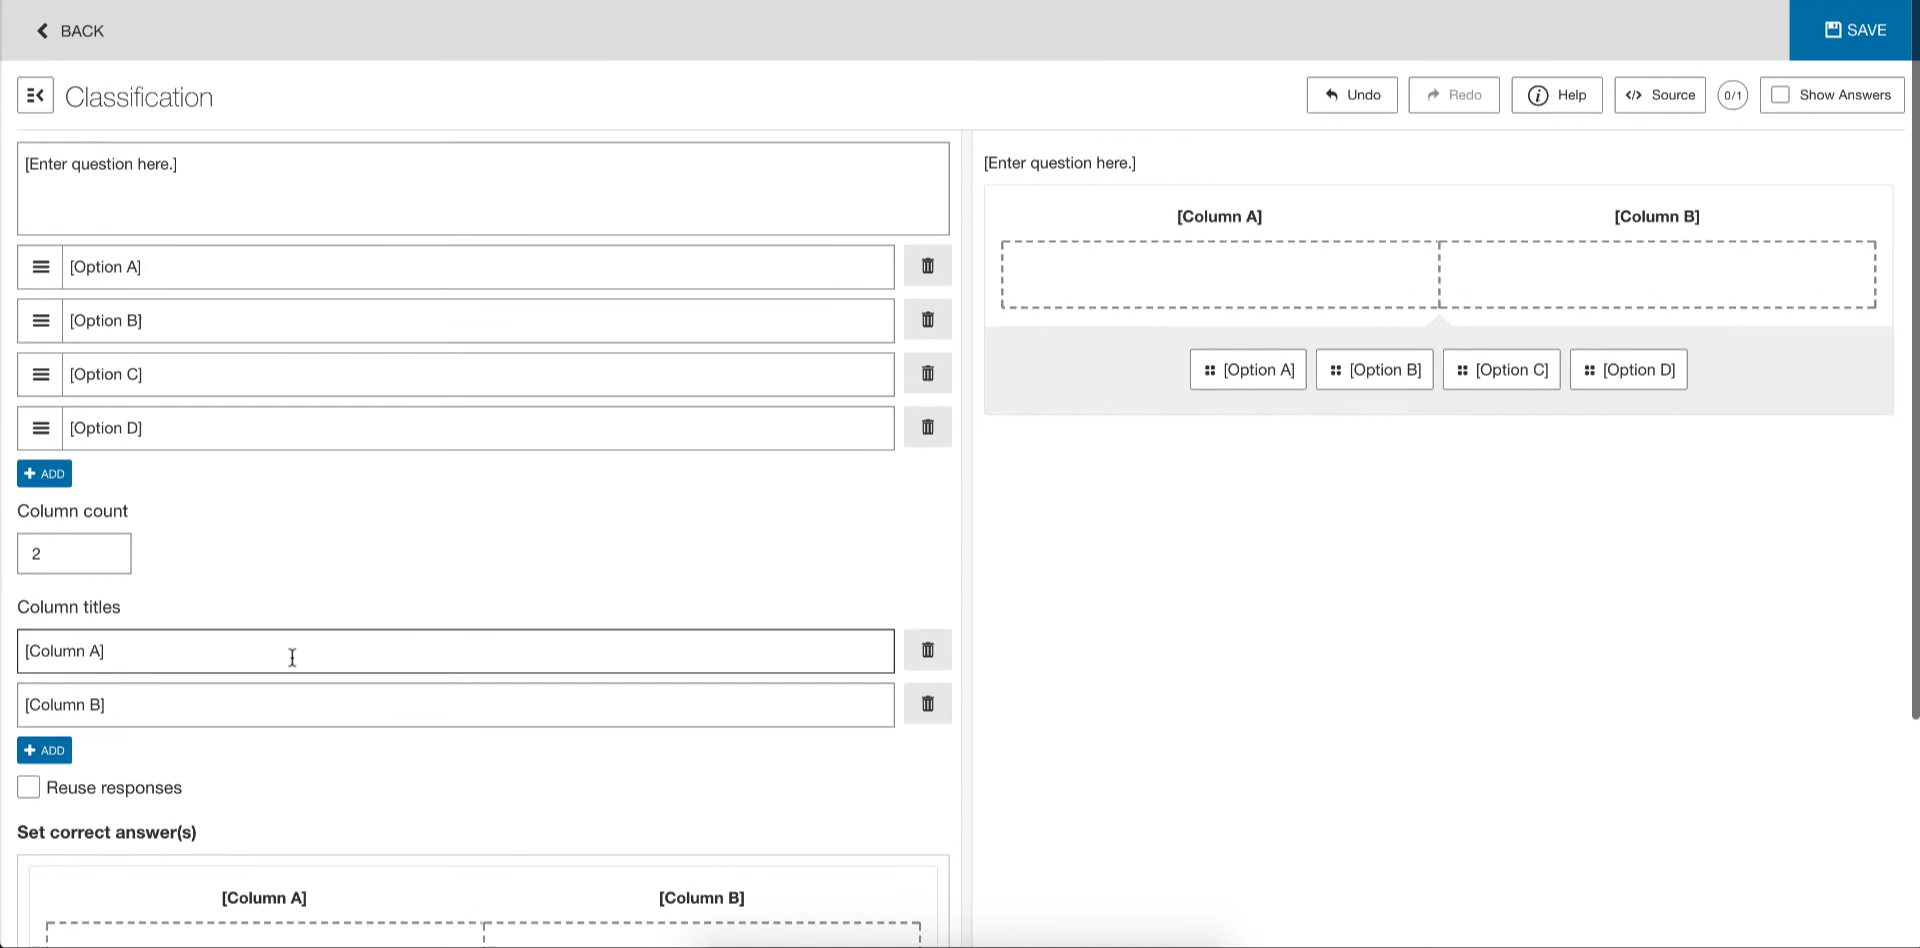 BACK
SAVE
Classification
Undo
Redo
Help
Source
0/1
Show Answers
[Enter question here.]
[Option A]
[Option B]
[Option C]
[Option D]
ADD
Column count
2
Column titles
[Column A]
[Column B]
ADD
Reuse responses
Set correct answer(s)
[Column A] [Column B]
[Enter question here.]
[Column A] [Column B]
[Option A] [Option B] [Option C] [Option D]